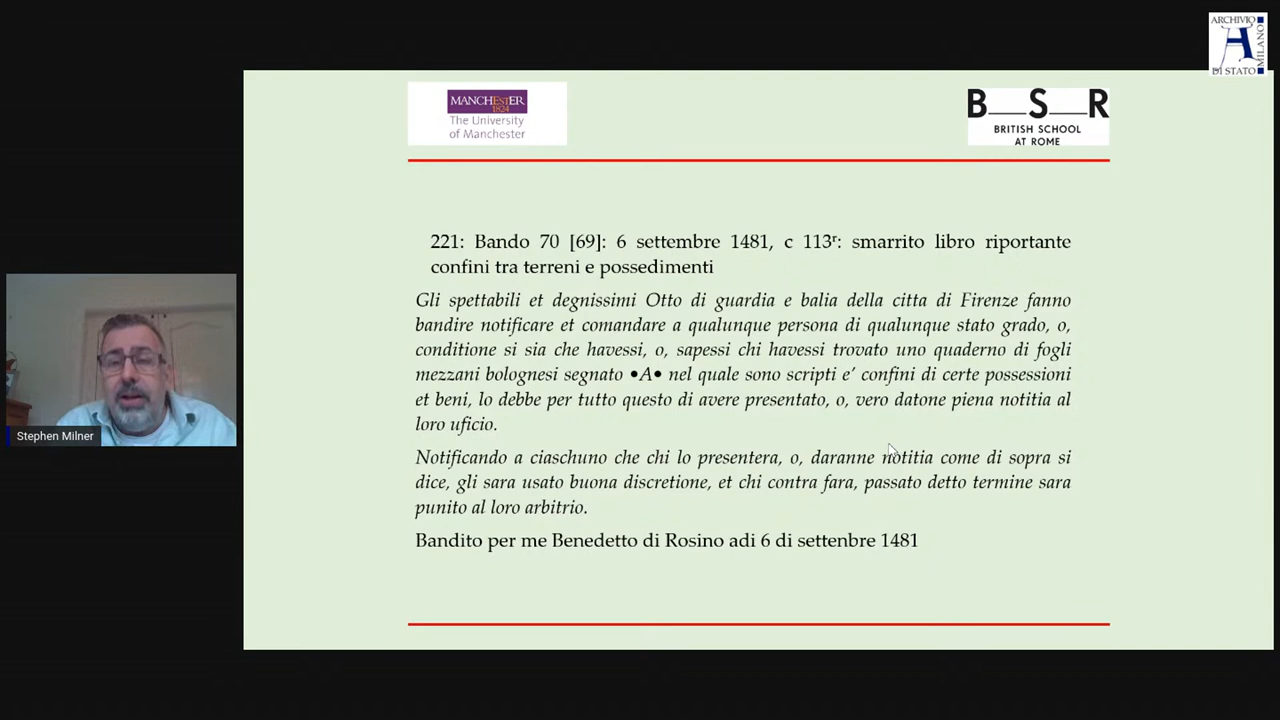 ARCHIVIO
DI STATO
MILANO
MANCHESTER
1824
The University
of Manchester
B S R
BRITISH SCHOOL
AT ROME
221: Bando 70 [69]: 6 settembre 1481, c 113r: smarrito libro riportante
confini tra terreni e possedimenti
Gli spettabili et degnissimi Otto di guardia e balia della citta di Firenze fanno
bandire notificare et comandare a qualunque persona di qualunque stato grado, o,
conditione si sia che havessi, o, sapessi chi havessi trovato uno quaderno di fogli
mezzani bolognesi segnato •A• nel quale sono scripti e’ confini di certe possessioni
et beni, lo debbe per tutto questo di avere presentato, o, vero datone piena notitia al
loro uficio.
Notificando a ciaschuno che chi lo presentera, o, daranne notitia come di sopra si
dice, gli sara usato buona discretione, et chi contra fara, passato detto termine sara
punito al loro arbitrio.
Bandito per me Benedetto di Rosino adi 6 di settenbre 1481
Stephen Milner